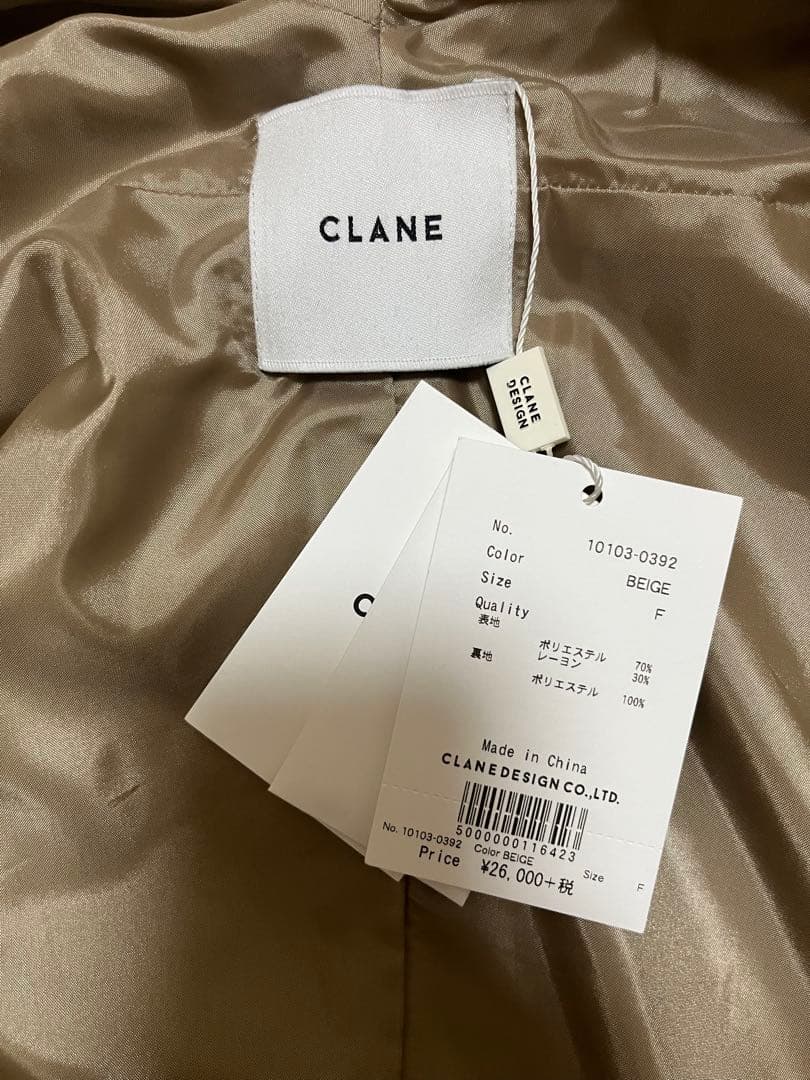 CLANE
CLANE
DESIGN
C
No. 10103-0392
Color BEIGE
Size F
Quality
表地 ポリエステル 70%
レーヨン 30%
裏地 ポリエステル 100%
Made in China
CLANE DESIGN CO.,LTD.
5000000116423
No. 10103-0392 Color BEIGE Size F
Price ¥26,000+税